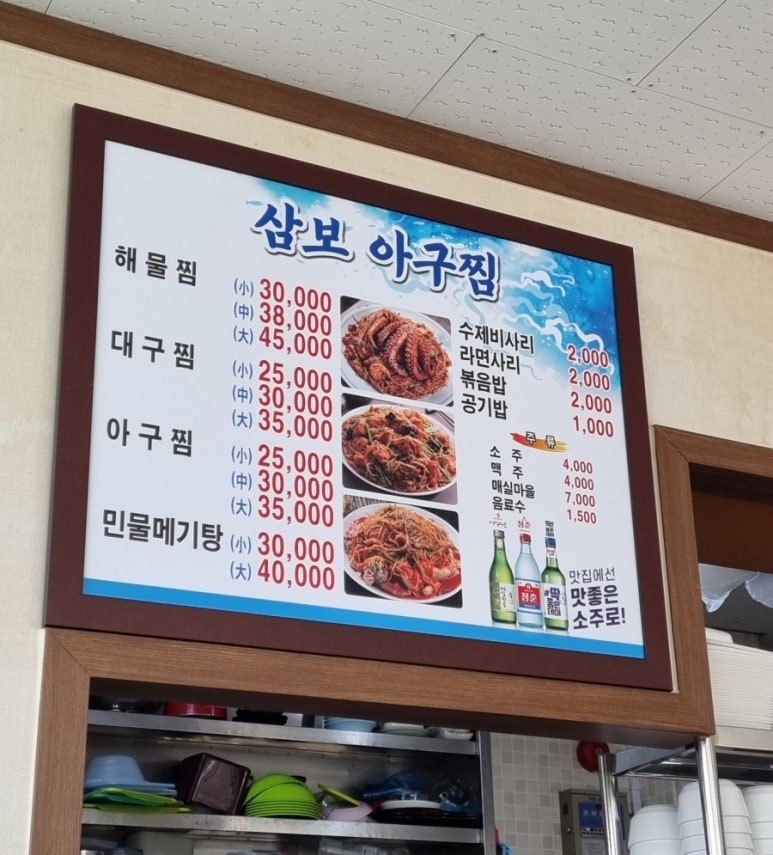 삼보 아구찜
해물찜 (小) 30,000
(中) 38,000
(大) 45,000
대구찜 (小) 25,000
(中) 30,000
(大) 35,000
아구찜 (小) 25,000
(中) 30,000
(大) 35,000
민물메기탕 (小) 30,000
(大) 40,000
수제비사리 2,000
라면사리 2,000
볶음밥 2,000
공기밥 1,000
주류
소주 4,000
맥주 4,000
매실마을 7,000
음료수 1,500
청춘
맛집에선
맛좋은
소주로!